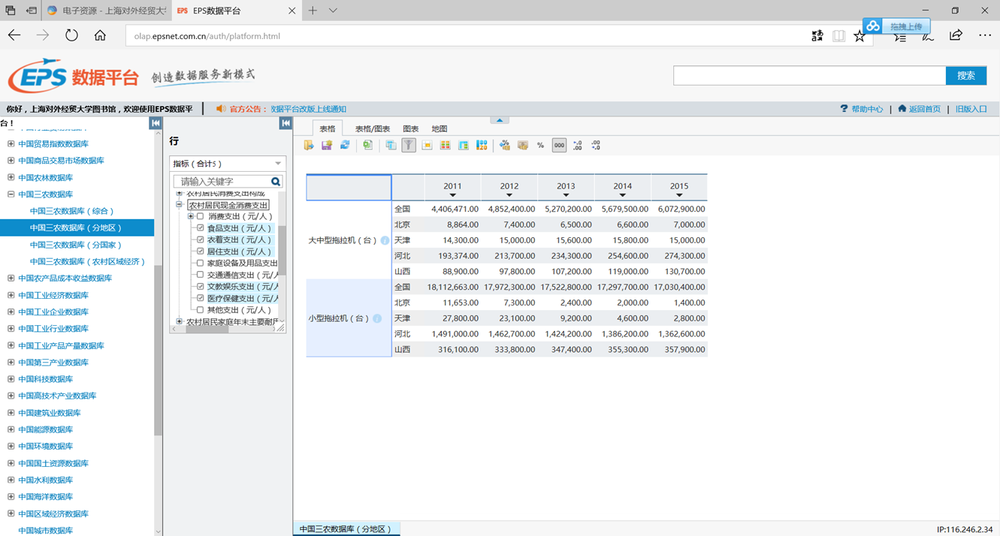 电子资源 - 上海对外经贸大学
EPS EPS数据平台
olap.epsnet.com.cn/auth/platform.html
拖拽上传
EPS 数据平台 创造数据服务新模式
搜索
你好，上海对外经贸大学图书馆，欢迎使用EPS数据平
台！
官方公告： 数据平台改版上线通知
帮助中心 | 返回首页 | 旧版入口
中国贸易指数数据库
中国商品交易市场数据库
中国农林数据库
中国三农数据库
中国三农数据库（综合）
中国三农数据库（分地区）
中国三农数据库（分国家）
中国三农数据库（农村区域经济）
中国农产品成本收益数据库
中国工业经济数据库
中国工业企业数据库
中国工业行业数据库
中国工业产品产量数据库
中国第三产业数据库
中国科技数据库
中国高技术产业数据库
中国建筑业数据库
中国能源数据库
中国环境数据库
中国国土资源数据库
中国水利数据库
中国海洋数据库
中国区域经济数据库
中国城市数据库
行
指标（合计5）
请输入关键字
农村居民消费支出构成
农村居民现金消费支出
消费支出（元/人）
食品支出（元/人）
衣着支出（元/人）
居住支出（元/人）
家庭设备及用品支出
交通通信支出（元/人
文教娱乐支出（元/人
医疗保健支出（元/人
其他支出（元/人）
农村居民家庭年末主要耐用
表格 表格/图表 图表 地图
% 000 .0 .00 .00 .0
2011 2012 2013 2014 2015
大中型拖拉机（台）
全国 4,406,471.00 4,852,400.00 5,270,200.00 5,679,500.00 6,072,900.00
北京 8,864.00 7,400.00 6,500.00 6,600.00 7,000.00
天津 14,300.00 15,000.00 15,600.00 15,800.00 15,000.00
河北 193,374.00 213,700.00 234,300.00 254,600.00 274,300.00
山西 88,900.00 97,800.00 107,200.00 119,000.00 130,700.00
小型拖拉机（台）
全国 18,112,663.00 17,972,300.00 17,522,800.00 17,297,700.00 17,030,400.00
北京 11,653.00 7,300.00 2,400.00 2,000.00 1,400.00
天津 27,800.00 23,100.00 9,200.00 4,600.00 2,800.00
河北 1,491,000.00 1,462,700.00 1,424,200.00 1,386,200.00 1,362,600.00
山西 316,100.00 333,800.00 347,400.00 355,300.00 357,900.00
中国三农数据库（分地区）
IP:116.246.2.34